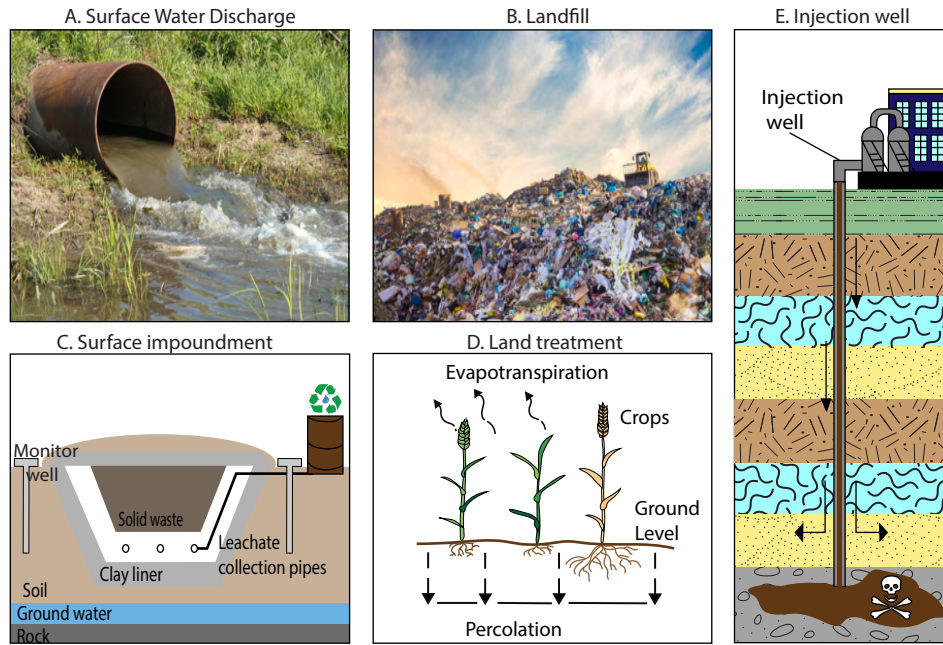 A. Surface Water Discharge
B. Landfill
E. Injection well
Injection
well
C. Surface impoundment
Monitor
well
Solid waste
Leachate
collection pipes
Clay liner
Soil
Ground water
Rock
D. Land treatment
Evapotranspiration
Crops
Ground
Level
Percolation